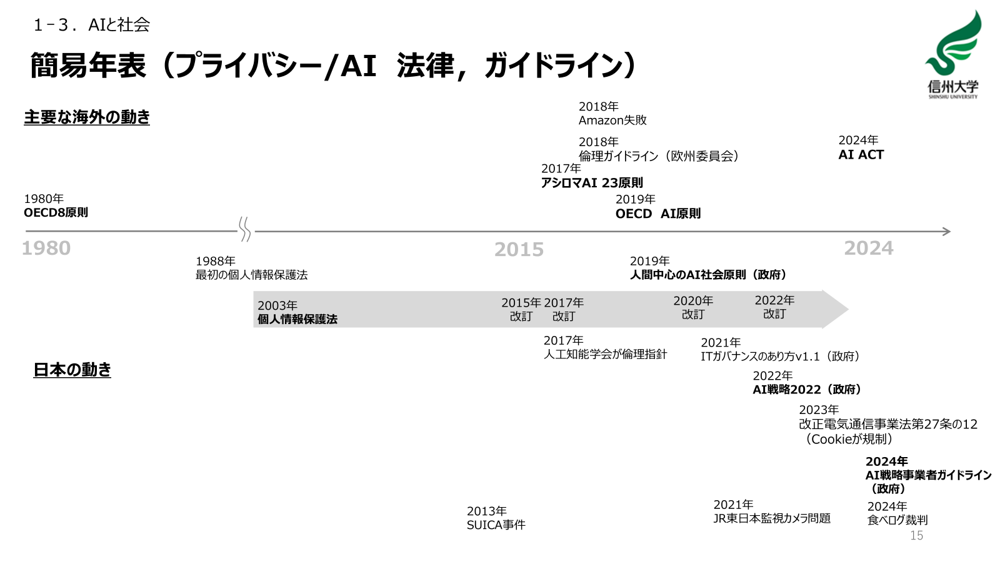 1-3．AIと社会
簡易年表（プライバシー/AI　法律，ガイドライン）
信州大学
SHINSHU UNIVERSITY
主要な海外の動き
2018年
Amazon失敗
2018年
倫理ガイドライン（欧州委員会）
2024年
AI ACT
2017年
アシロマAI 23原則
1980年
OECD8原則
2019年
OECD　AI原則
1980
2015
2024
1988年
最初の個人情報保護法
2019年
人間中心のAI社会原則（政府）
2003年
個人情報保護法
2015年
改訂
2017年
改訂
2020年
改訂
2022年
改訂
2017年
人工知能学会が倫理指針
2021年
ITガバナンスのあり方v1.1（政府）
日本の動き
2022年
AI戦略2022（政府）
2023年
改正電気通信事業法第27条の12
（Cookieが規制）
2024年
AI戦略事業者ガイドライン
（政府）
2013年
SUICA事件
2021年
JR東日本監視カメラ問題
2024年
食べログ裁判
15